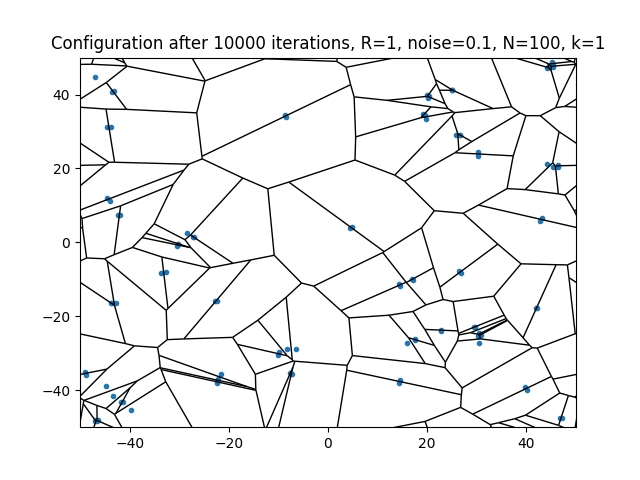 Configuration after 10000 iterations, R=1, noise=0.1, N=100, k=1
40
20
0
−20
−40
−40 −20 0 20 40